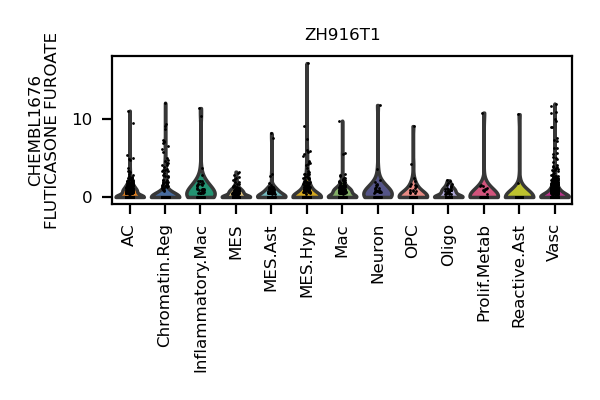 ZH916T1
CHEMBL1676
FLUTICASONE FUROATE
10
0
AC
Chromatin.Reg
Inflammatory.Mac
MES
MES.Ast
MES.Hyp
Mac
Neuron
OPC
Oligo
Prolif.Metab
Reactive.Ast
Vasc